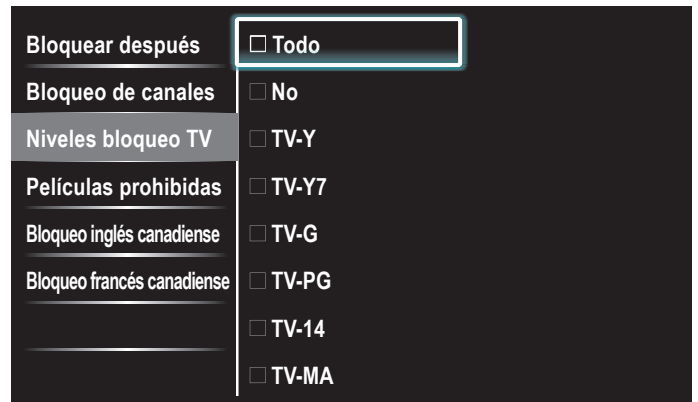 Bloquear después
Bloqueo de canales
Niveles bloqueo TV
Películas prohibidas
Bloqueo inglés canadiense
Bloqueo francés canadiense
Todo
No
TV-Y
TV-Y7
TV-G
TV-PG
TV-14
TV-MA